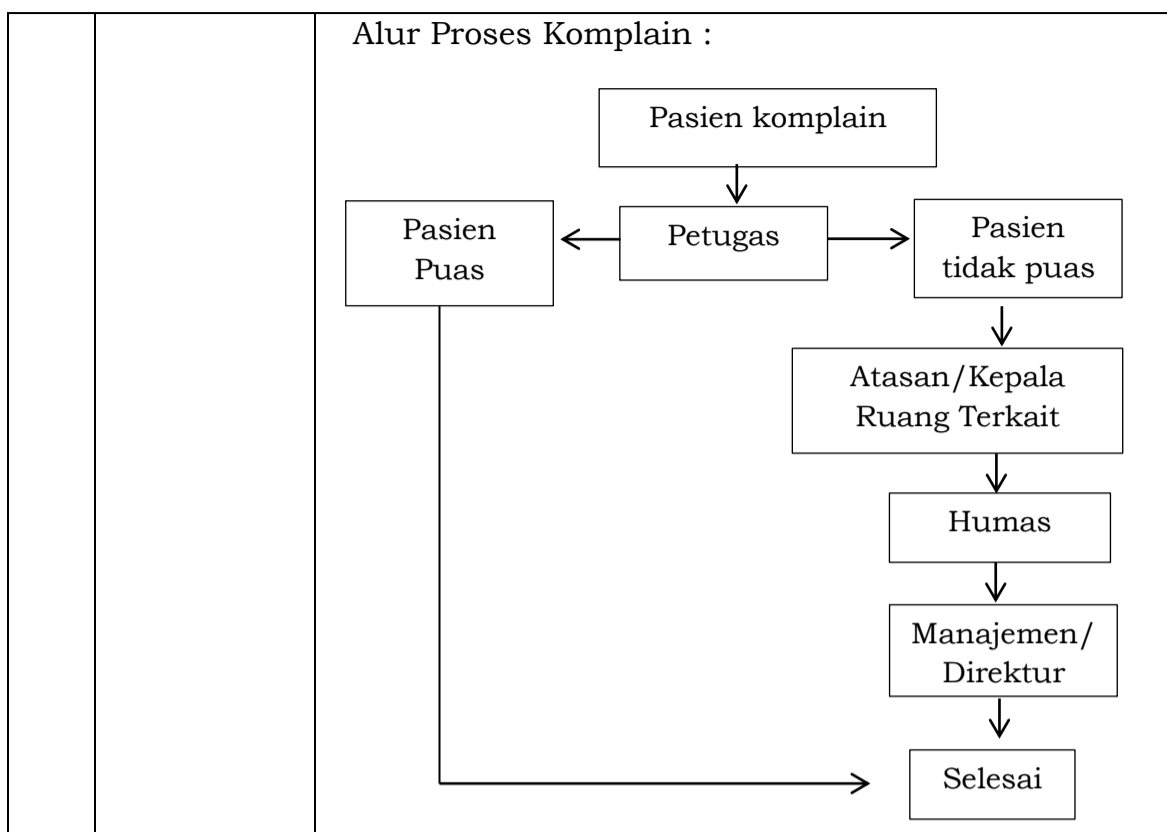 Alur Proses Komplain :
Pasien komplain
Pasien
Puas
Petugas
Pasien
tidak puas
Atasan/Kepala
Ruang Terkait
Humas
Manajemen/
Direktur
Selesai